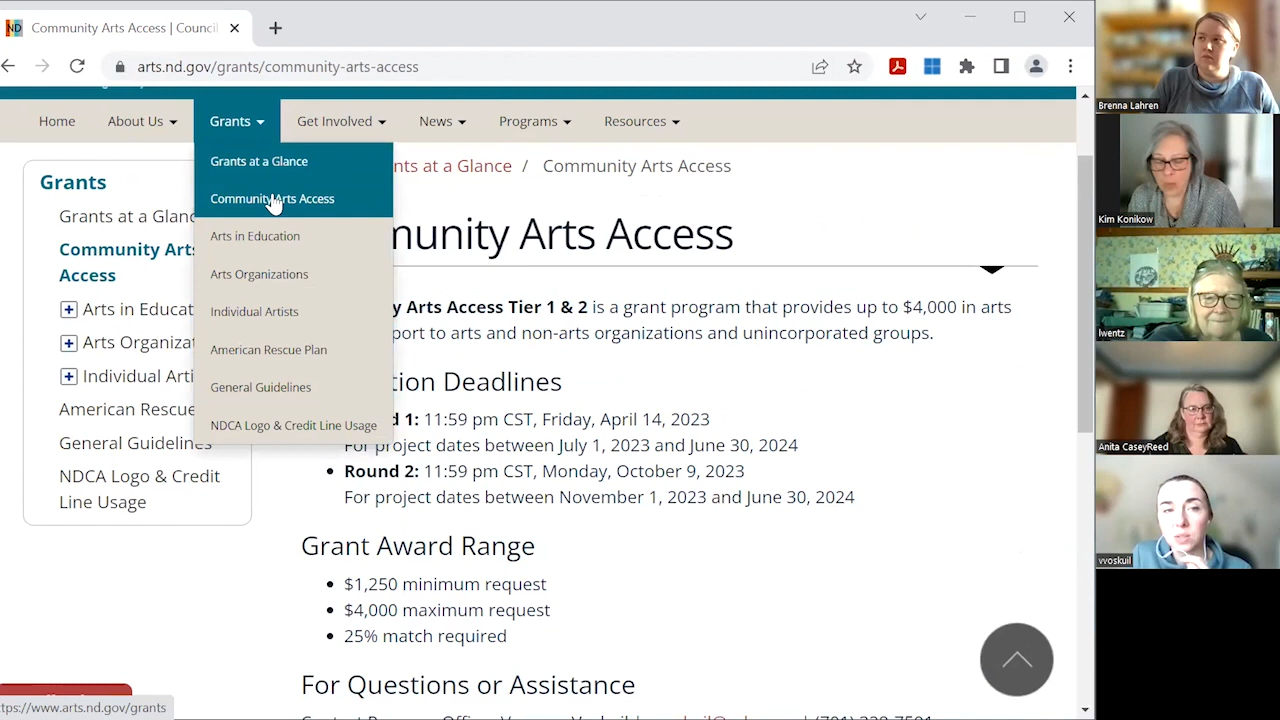 ND Community Arts Access | Counci
arts.nd.gov/grants/community-arts-access
Home About Us Grants Get Involved News Programs Resources
Grants
Grants at a Glanc
Community Art
Access
Arts in Educat
Arts Organizat
Individual Arti
American Rescue
General Guidelines
NDCA Logo & Credit
Line Usage
Grants at a Glance
Community Arts Access
Arts in Education
Arts Organizations
Individual Artists
American Rescue Plan
General Guidelines
NDCA Logo & Credit Line Usage
nts at a Glance / Community Arts Access
munity Arts Access
y Arts Access Tier 1 & 2 is a grant program that provides up to $4,000 in arts
port to arts and non-arts organizations and unincorporated groups.
tion Deadlines
d 1: 11:59 pm CST, Friday, April 14, 2023
For project dates between July 1, 2023 and June 30, 2024
Round 2: 11:59 pm CST, Monday, October 9, 2023
For project dates between November 1, 2023 and June 30, 2024
Grant Award Range
$1,250 minimum request
$4,000 maximum request
25% match required
For Questions or Assistance
ttps://www.arts.nd.gov/grants
Brenna Lahren
Kim Konikow
lwentz
Anita CaseyReed
vvoskuil